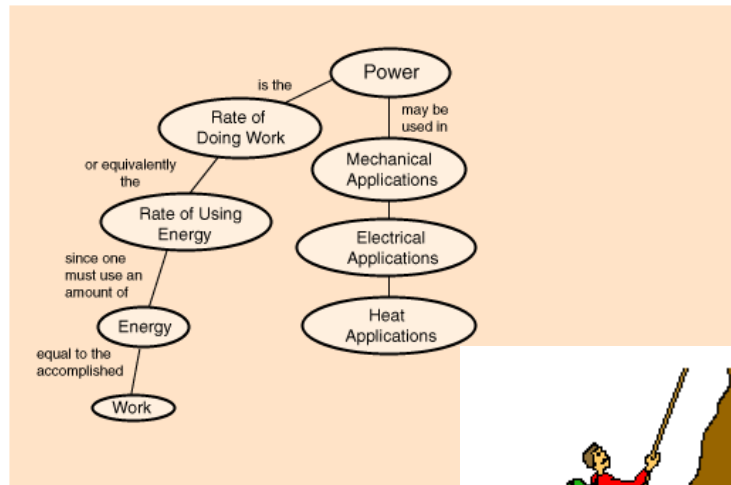 Power
is the
Rate of
Doing Work
may be
used in
or equivalently
the
Mechanical
Applications
Rate of Using
Energy
Electrical
Applications
since one
must use an
amount of
Energy
Heat
Applications
equal to the
accomplished
Work